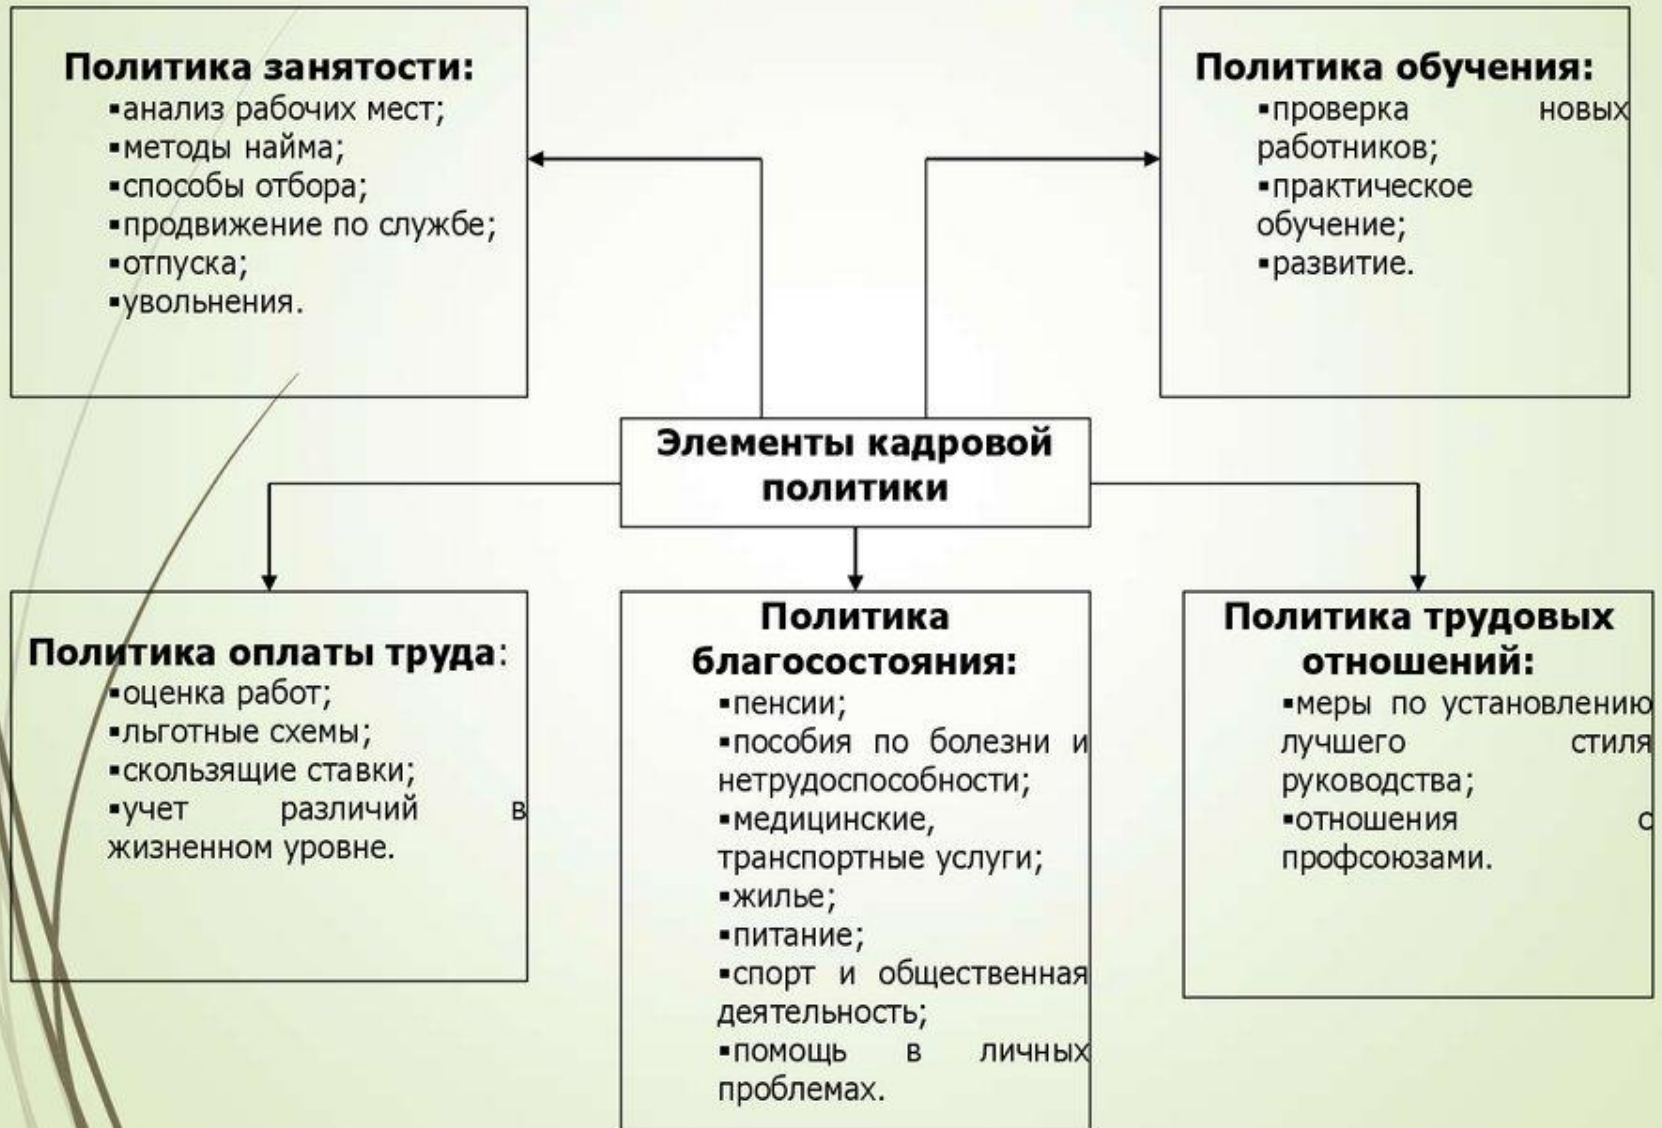 Политика занятости:
▪анализ рабочих мест;
▪методы найма;
▪способы отбора;
▪продвижение по службе;
▪отпуска;
▪увольнения.
Политика обучения:
▪проверка новых
работников;
▪практическое
обучение;
▪развитие.
Элементы кадровой
политики
Политика оплаты труда:
▪оценка работ;
▪льготные схемы;
▪скользящие ставки;
▪учет различий в
жизненном уровне.
Политика
благосостояния:
▪пенсии;
▪пособия по болезни и
нетрудоспособности;
▪медицинские,
транспортные услуги;
▪жилье;
▪питание;
▪спорт и общественная
деятельность;
▪помощь в личных
проблемах.
Политика трудовых
отношений:
▪меры по установлению
лучшего стиля
руководства;
▪отношения с
профсоюзами.